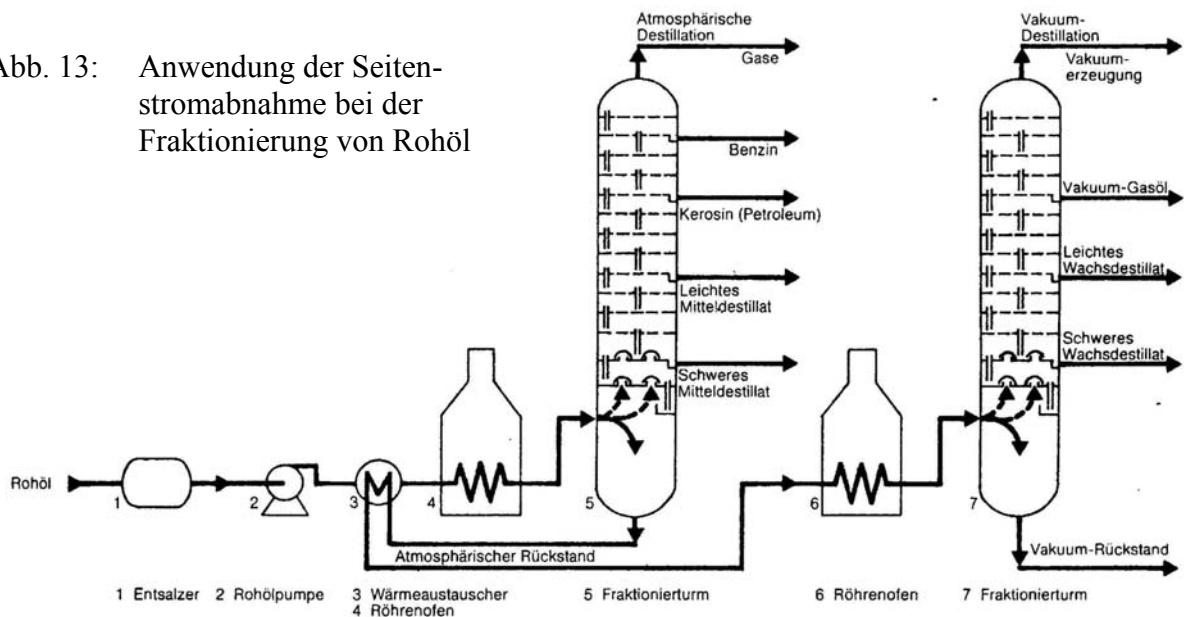 Abb. 13: Anwendung der Seiten-
stromabnahme bei der
Fraktionierung von Rohöl
Atmosphärische
Destillation
Gase
Benzin
Kerosin (Petroleum)
Leichtes
Mitteldestillat
Schweres
Mitteldestillat
Vakuum-
Destillation
Vakuum-
erzeugung
Vakuum-Gasöl
Leichtes
Wachsdestillat
Schweres
Wachsdestillat
Rohöl
1
2
3
4
5
6
7
Atmosphärischer Rückstand
Vakuum-Rückstand
1 Entsalzer
2 Rohölpumpe
3 Wärmeaustauscher
4 Röhrenofen
5 Fraktionierturm
6 Röhrenofen
7 Fraktionierturm